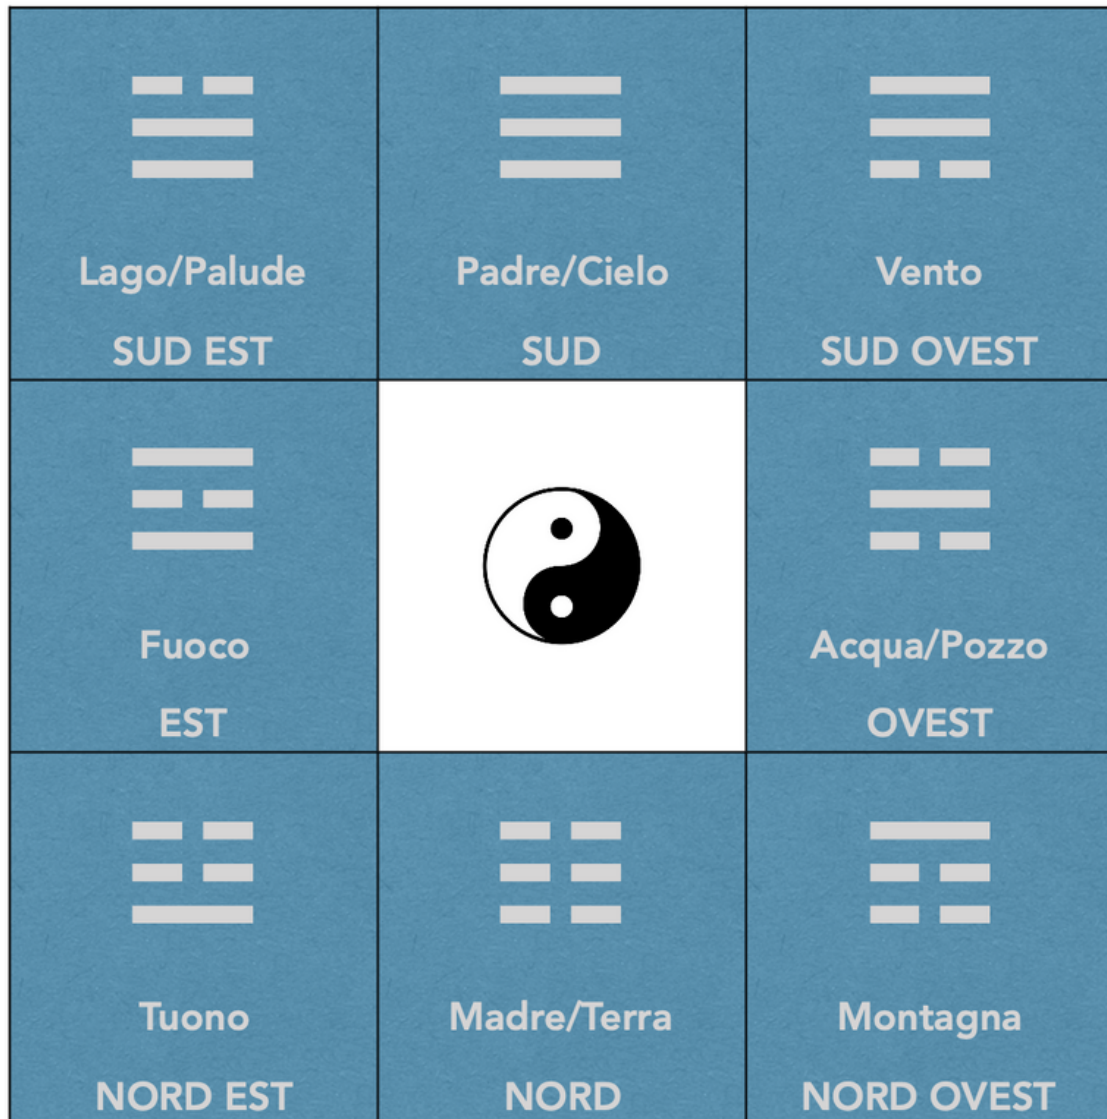 Lago/Palude
SUD EST
Padre/Cielo
SUD
Vento
SUD OVEST
Fuoco
EST
Acqua/Pozzo
OVEST
Tuono
NORD EST
Madre/Terra
NORD
Montagna
NORD OVEST